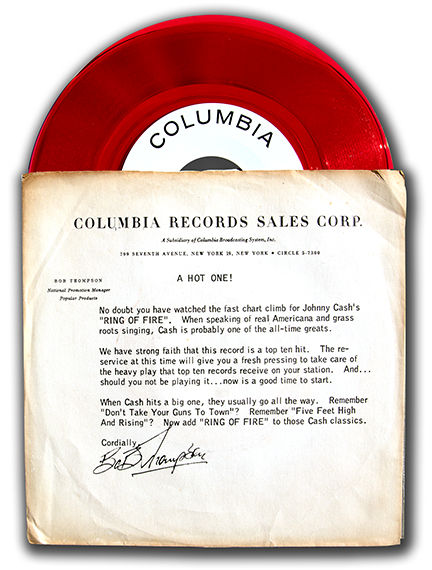 COLUMBIA
COLUMBIA RECORDS SALES CORP.
A Subsidiary of Columbia Broadcasting System, Inc.
799 SEVENTH AVENUE, NEW YORK 19, NEW YORK • CIRCLE 5-7300
BOB THOMPSON
National Promotion Manager
Popular Products
A HOT ONE!
No doubt you have watched the fast chart climb for Johnny Cash's
"RING OF FIRE". When speaking of real Americana and grass
roots singing, Cash is probably one of the all-time greats.
We have strong faith that this record is a top ten hit. The re-
service at this time will give you a fresh pressing to take care of
the heavy play that top ten records receive on your station. And...
should you not be playing it...now is a good time to start.
When Cash hits a big one, they usually go all the way. Remember
"Don't Take Your Guns To Town"? Remember "Five Feet High
And Rising"? Now add "RING OF FIRE" to those Cash classics.
Cordially,
Bob Thompson